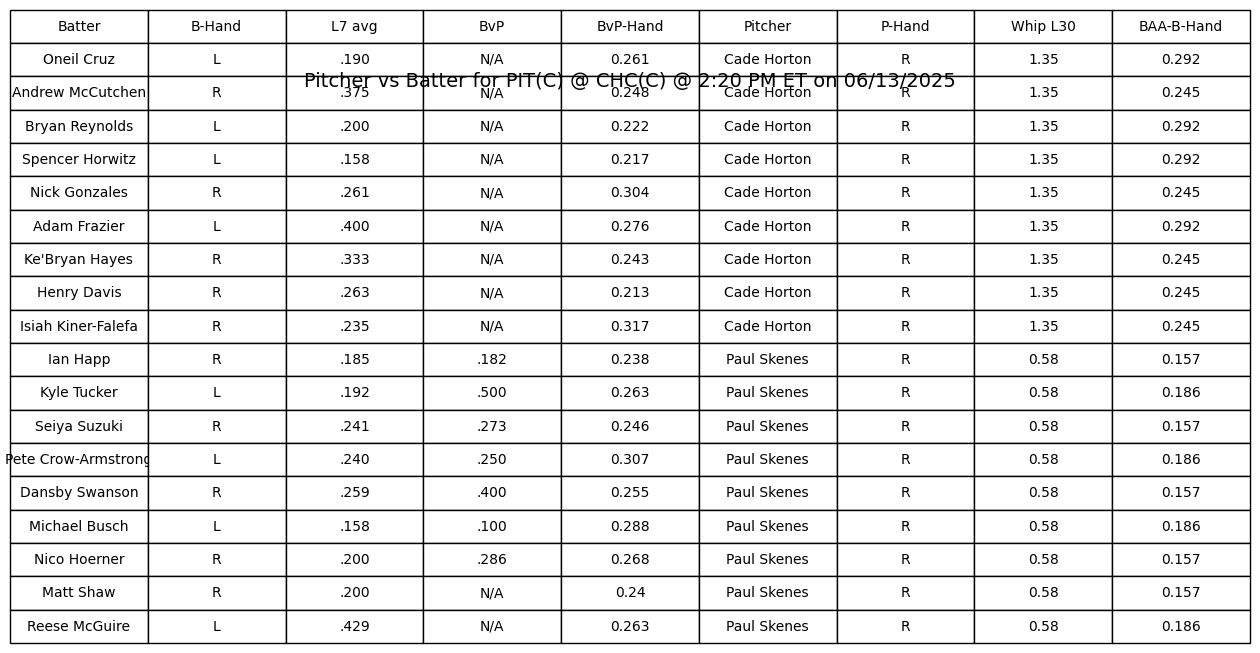 Batter B-Hand L7 avg BvP BvP-Hand Pitcher P-Hand Whip L30 BAA-B-Hand
Oneil Cruz L .190 N/A 0.261 Cade Horton R 1.35 0.292
Pitcher vs Batter for PIT(C) @ CHC(C) @ 2:20 PM ET on 06/13/2025
Andrew McCutchen R .375 N/A 0.248 Cade Horton R 1.35 0.245
Bryan Reynolds L .200 N/A 0.222 Cade Horton R 1.35 0.292
Spencer Horwitz L .158 N/A 0.217 Cade Horton R 1.35 0.292
Nick Gonzales R .261 N/A 0.304 Cade Horton R 1.35 0.245
Adam Frazier L .400 N/A 0.276 Cade Horton R 1.35 0.292
Ke'Bryan Hayes R .333 N/A 0.243 Cade Horton R 1.35 0.245
Henry Davis R .263 N/A 0.213 Cade Horton R 1.35 0.245
Isiah Kiner-Falefa R .235 N/A 0.317 Cade Horton R 1.35 0.245
Ian Happ R .185 .182 0.238 Paul Skenes R 0.58 0.157
Kyle Tucker L .192 .500 0.263 Paul Skenes R 0.58 0.186
Seiya Suzuki R .241 .273 0.246 Paul Skenes R 0.58 0.157
Pete Crow-Armstrong L .240 .250 0.307 Paul Skenes R 0.58 0.186
Dansby Swanson R .259 .400 0.255 Paul Skenes R 0.58 0.157
Michael Busch L .158 .100 0.288 Paul Skenes R 0.58 0.186
Nico Hoerner R .200 .286 0.268 Paul Skenes R 0.58 0.157
Matt Shaw R .200 N/A 0.24 Paul Skenes R 0.58 0.157
Reese McGuire L .429 N/A 0.263 Paul Skenes R 0.58 0.186